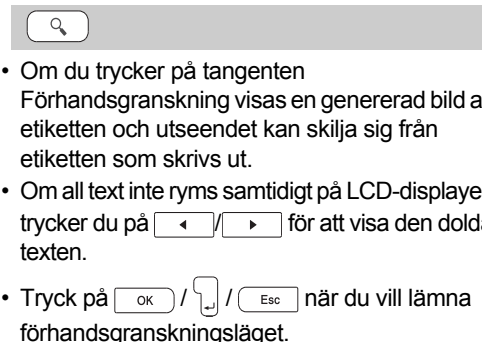 • Om du trycker på tangenten
Förhandsgranskning visas en genererad bild a
etiketten och utseendet kan skilja sig från
etiketten som skrivs ut.
• Om all text inte ryms samtidigt på LCD-displaye
trycker du på / för att visa den dolda
texten.
• Tryck på OK / / Esc när du vill lämna
förhandsgranskningsläget.